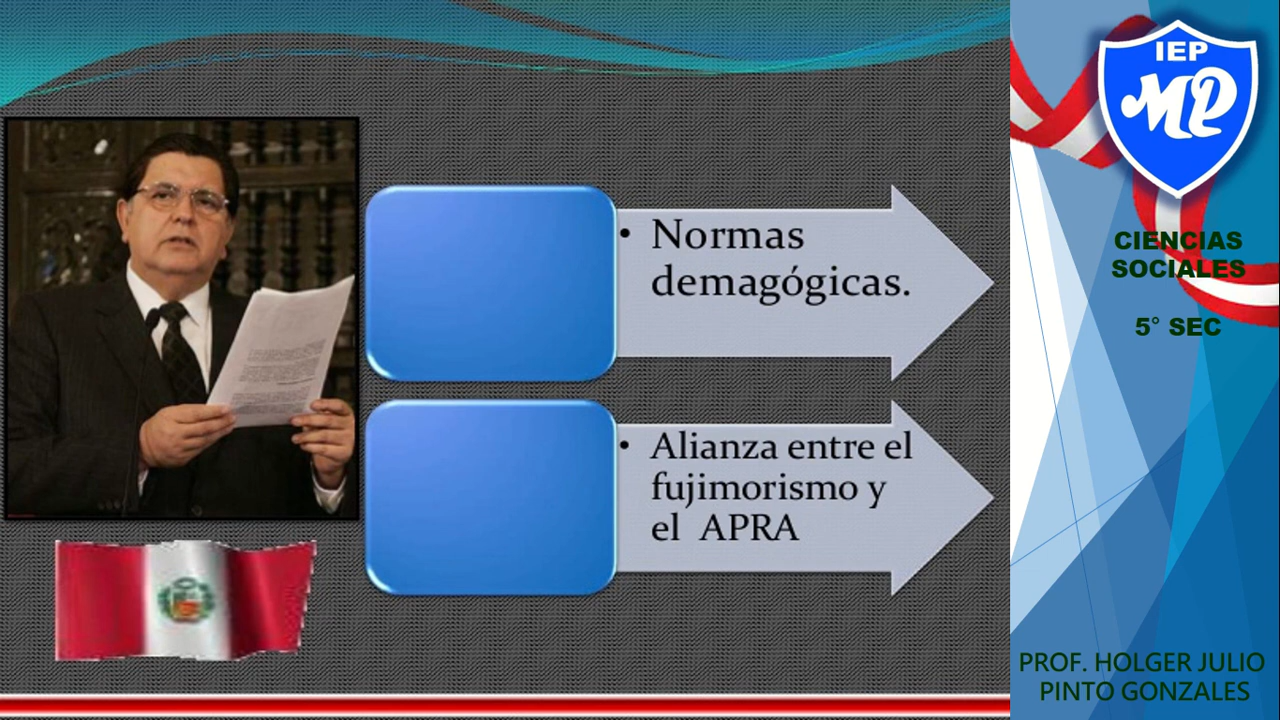 • Normas
demagógicas.
• Alianza entre el
fujimorismo y
el APRA
IEP
MP
CIENCIAS
SOCIALES
5° SEC
PROF. HOLGER JULIO
PINTO GONZALES